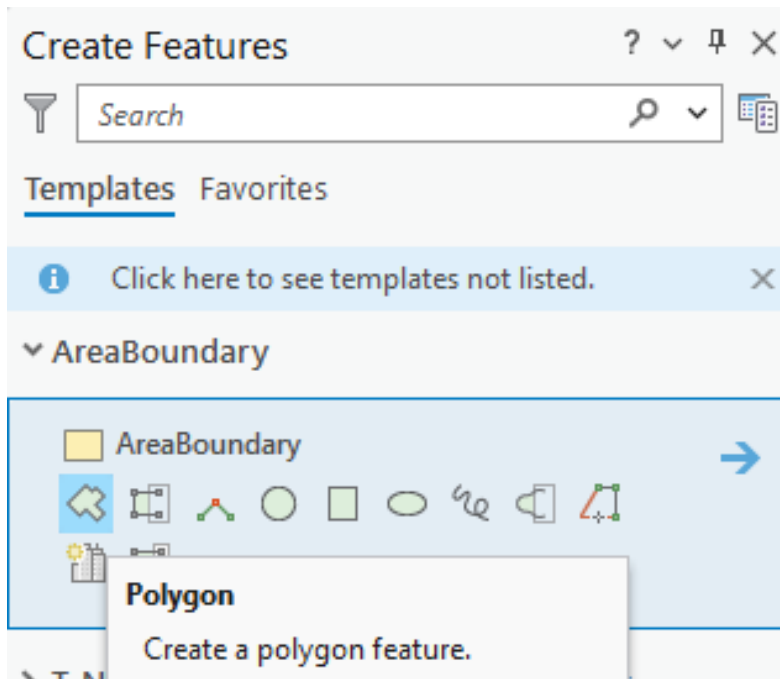 Create Features
?
Search
Templates Favorites
Click here to see templates not listed.
AreaBoundary
AreaBoundary
Polygon
Create a polygon feature.